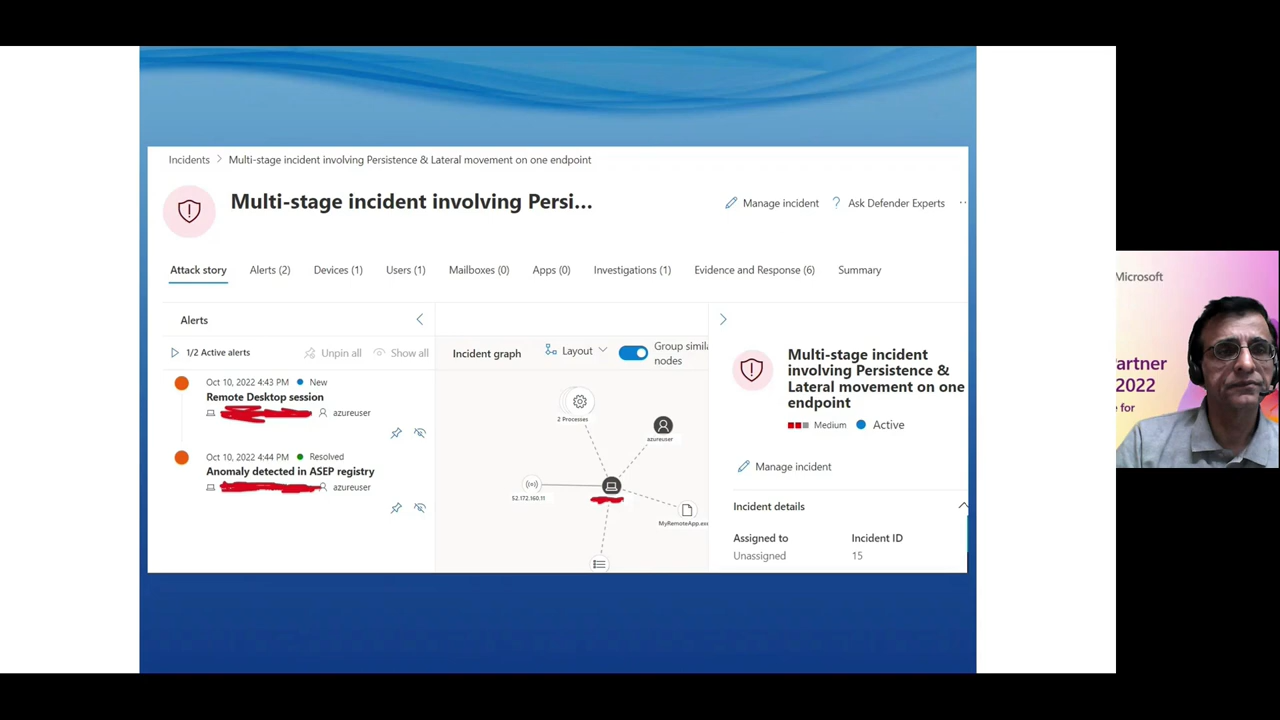 Incidents > Multi-stage incident involving Persistence & Lateral movement on one endpoint
Multi-stage incident involving Persi...
Manage incident
? Ask Defender Experts
...
Attack story
Alerts (2)
Devices (1)
Users (1)
Mailboxes (0)
Apps (0)
Investigations (1)
Evidence and Response (6)
Summary
Alerts
1/2 Active alerts
Unpin all
Show all
Oct 10, 2022 4:43 PM
New
Remote Desktop session
azureuser
Oct 10, 2022 4:44 PM
Resolved
Anomaly detected in ASEP registry
azureuser
Incident graph
Layout
Group simila
nodes
2 Processes
azureuser
52.172.160.11
MyRemoteApp.exe
Multi-stage incident
involving Persistence &
Lateral movement on one
endpoint
Medium
Active
Manage incident
Incident details
Assigned to
Incident ID
Unassigned
15
Microsoft
artner
2022
e for